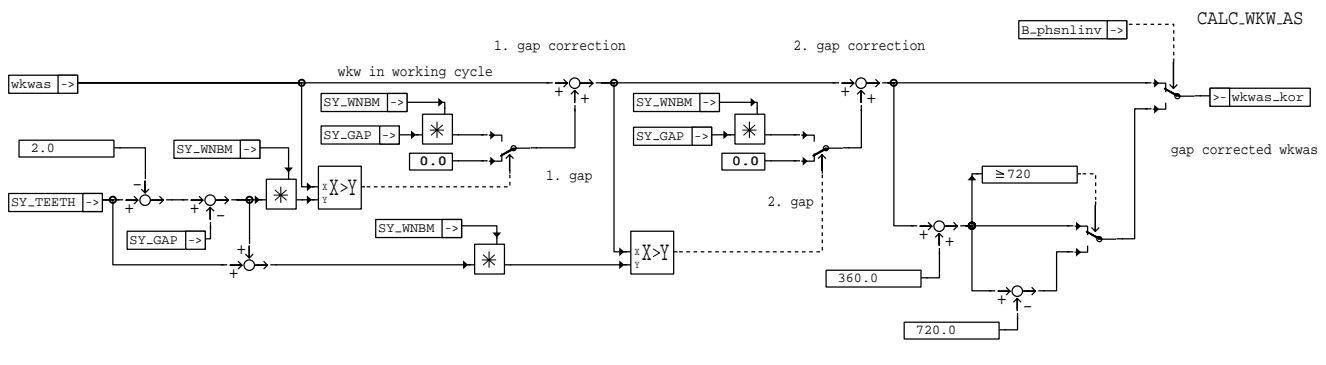 CALC_WKW_AS
B_phsnlinv ->
1. gap correction
2. gap correction
wkw in working cycle
wkwas ->
SY_WNBM ->
SY_WNBM ->
>- wkwas_kor
SY_GAP ->
*
SY_GAP ->
*
2.0
SY_WNBM ->
0.0
0.0
gap corrected wkwas
1. gap
≥720
*
X
Y
X>Y
SY_TEETH ->
2. gap
SY_WNBM ->
SY_GAP ->
*
X
Y
X>Y
360.0
720.0
+
-
+
-
+
+
+
+
+
+
+
+
+
-